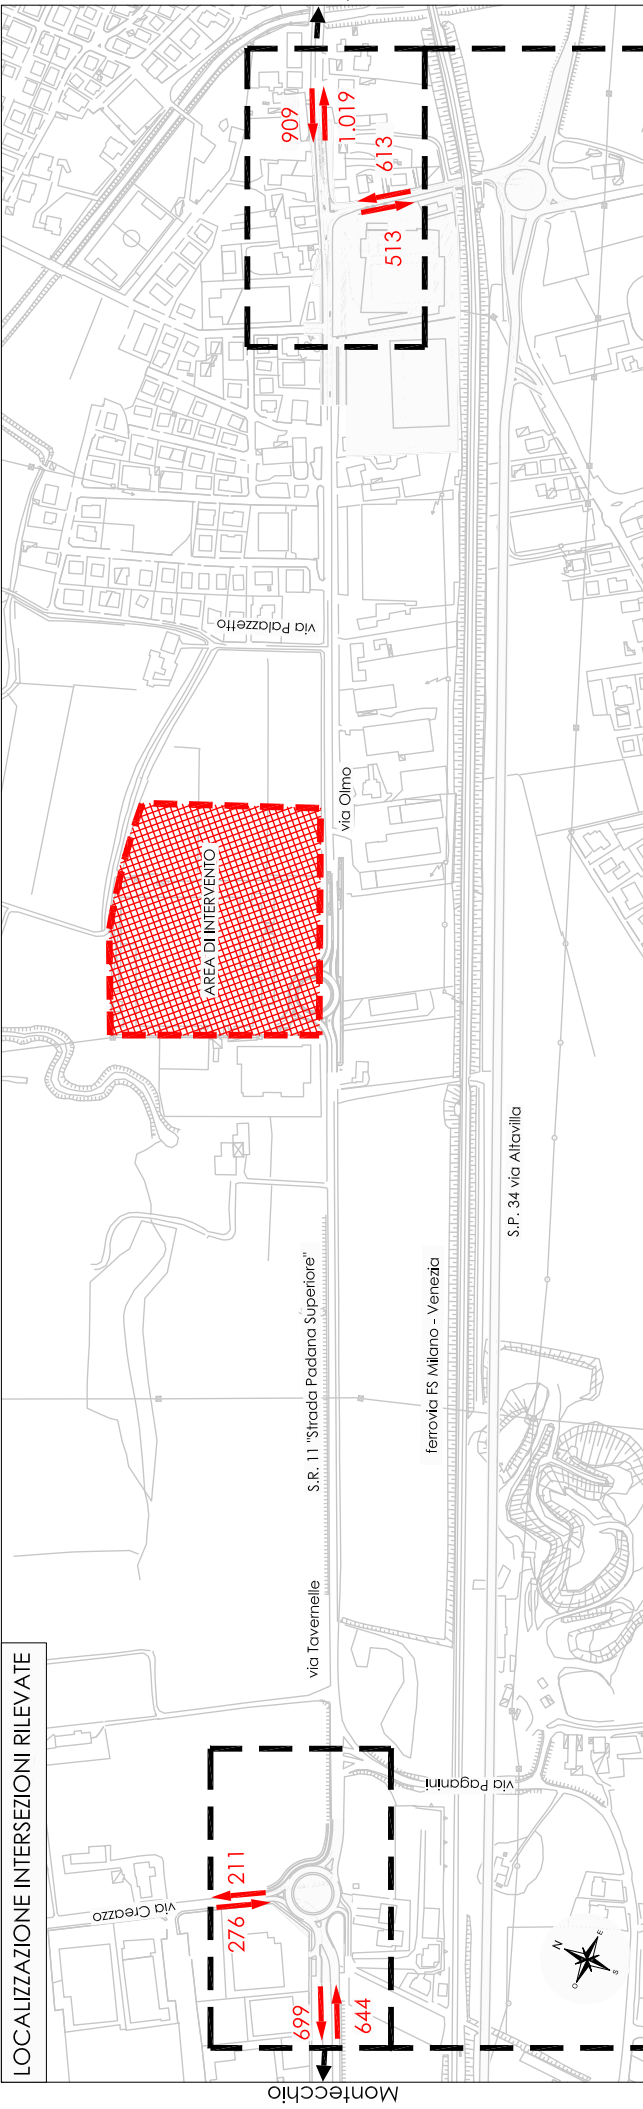 LOCALIZZAZIONE INTERSEZIONI RILEVATE
Montecchio
via Creazzo
276
211
699
644
via Paganini
via Tavernelle
S.R. 11 "Strada Padana Superiore"
ferrovia FS Milano - Venezia
S.P. 34 via Altavilla
AREA DI INTERVENTO
via Olmo
via Palazzetto
909
1.019
613
513
N
E
S
O